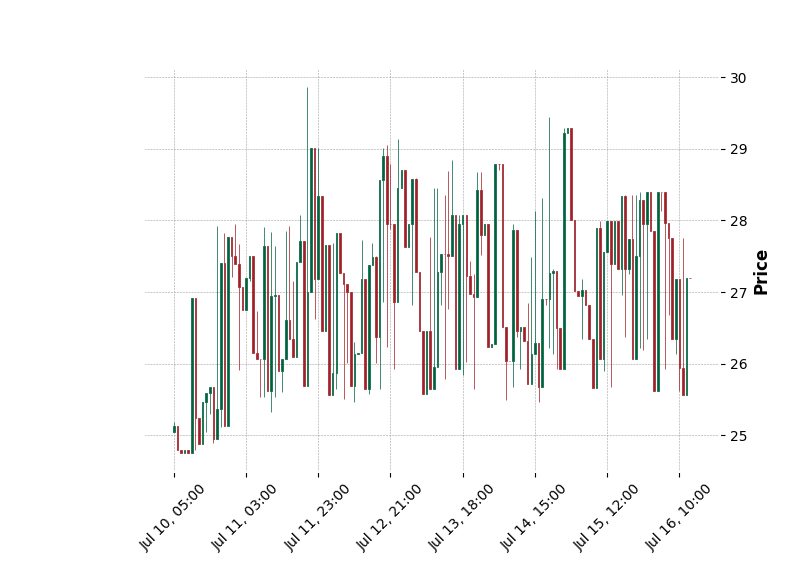 30
29
28
27
26
25
Price
Jul 10, 05:00
Jul 11, 03:00
Jul 11, 23:00
Jul 12, 21:00
Jul 13, 18:00
Jul 14, 15:00
Jul 15, 12:00
Jul 16, 10:00